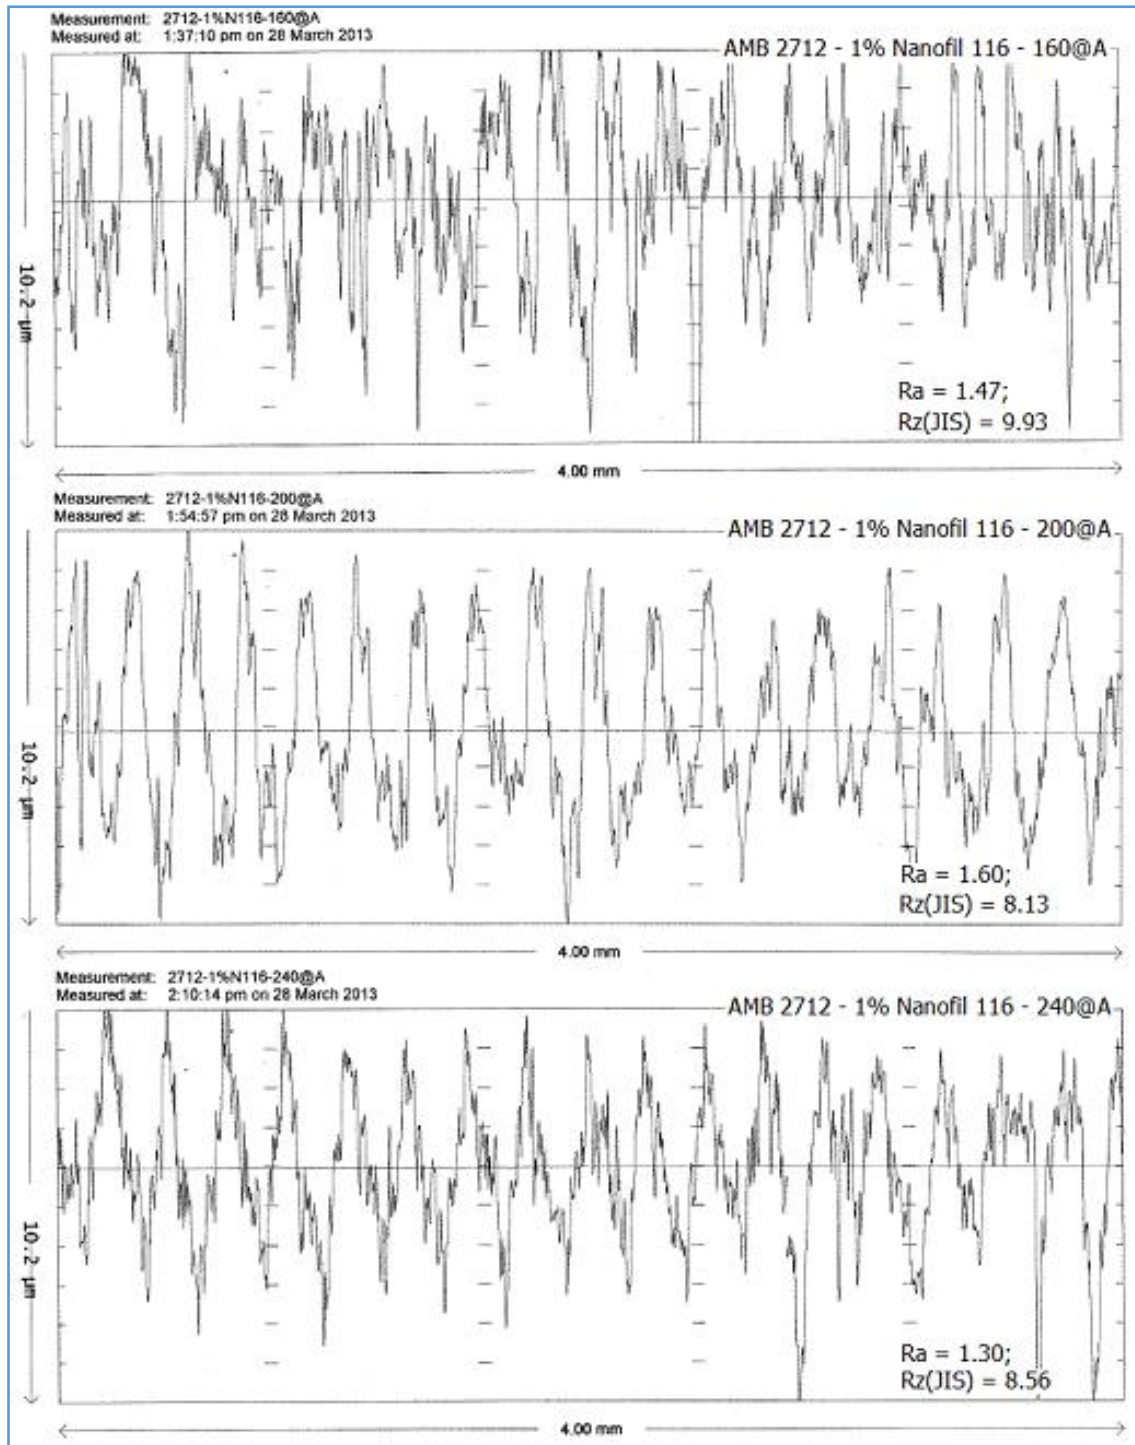 Measurement: 2712-1%N116-160@A
Measured at: 1:37:10 pm on 28 March 2013
AMB 2712 - 1% Nanofil 116 - 160@A
10.2 µm
Ra = 1.47;
Rz(JIS) = 9.93
4.00 mm
Measurement: 2712-1%N116-200@A
Measured at: 1:54:57 pm on 28 March 2013
AMB 2712 - 1% Nanofil 116 - 200@A
10.2 µm
Ra = 1.60;
Rz(JIS) = 8.13
4.00 mm
Measurement: 2712-1%N116-240@A
Measured at: 2:10:14 pm on 28 March 2013
AMB 2712 - 1% Nanofil 116 - 240@A
10.2 µm
Ra = 1.30;
Rz(JIS) = 8.56
4.00 mm